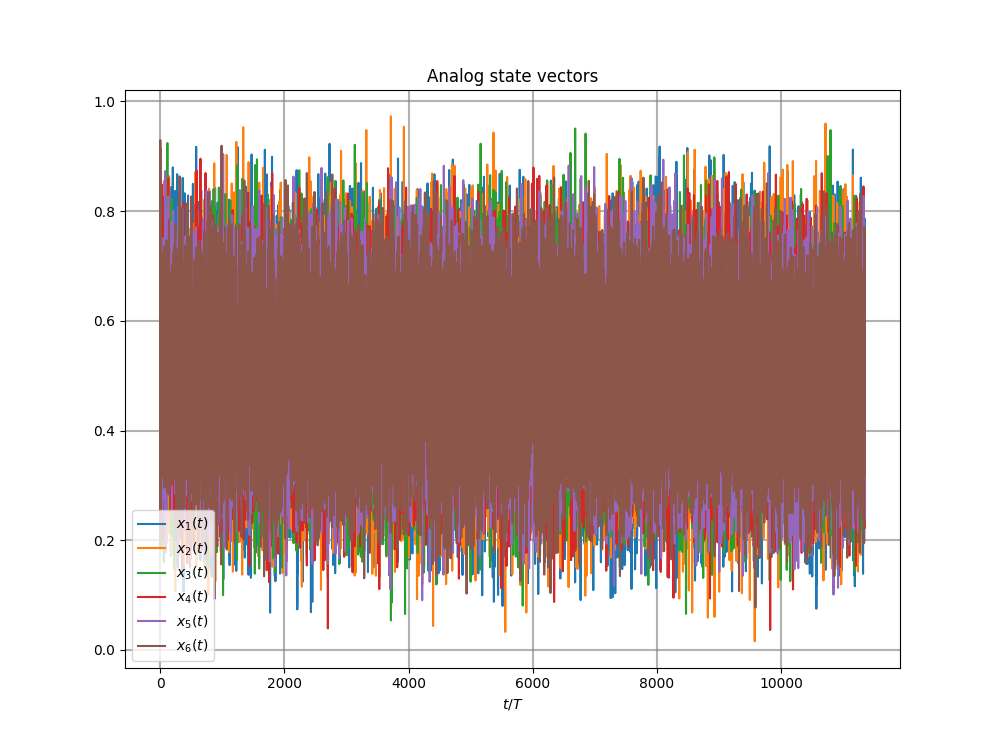 Analog state vectors
1.0
0.8
0.6
0.4
0.2
0.0
x₁(t)
x₂(t)
x₃(t)
x₄(t)
x₅(t)
x₆(t)
0 2000 4000 6000 8000 10000
t/T